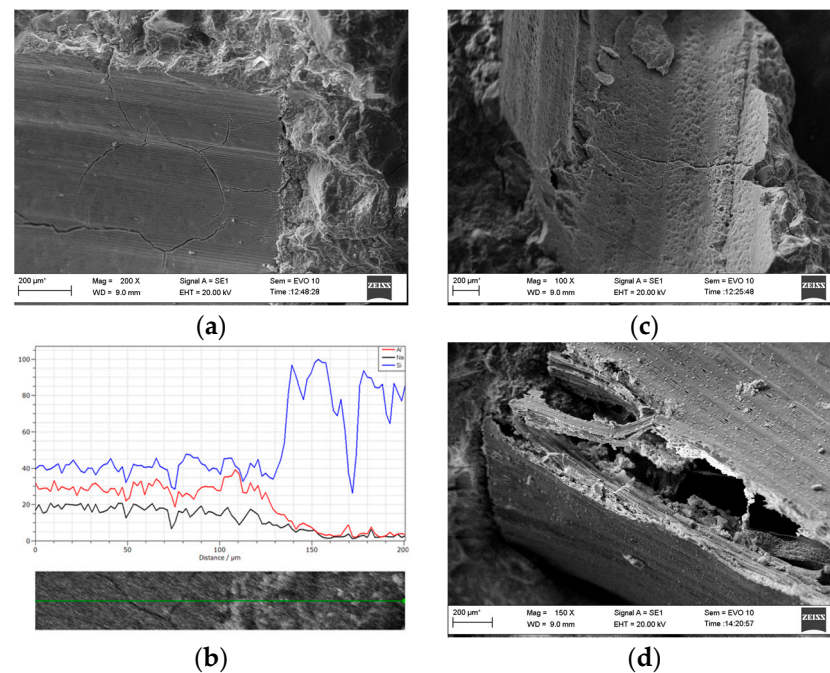 200 µm*
Mag = 200 X
Signal A = SE1
Sem = EVO 10
WD = 9.0 mm
EHT = 20.00 kV
Time :12:48:28
ZEISS
(a)
200 µm*
Mag = 100 X
Signal A = SE1
Sem = EVO 10
WD = 9.0 mm
EHT = 20.00 kV
Time :12:25:48
ZEISS
(c)
Al
Na
Si
100
80
60
40
20
0
0 50 100 150 200
Distance / µm
(b)
200 µm*
Mag = 150 X
Signal A = SE1
Sem = EVO 10
WD = 9.0 mm
EHT = 20.00 kV
Time :14:20:57
ZEISS
(d)